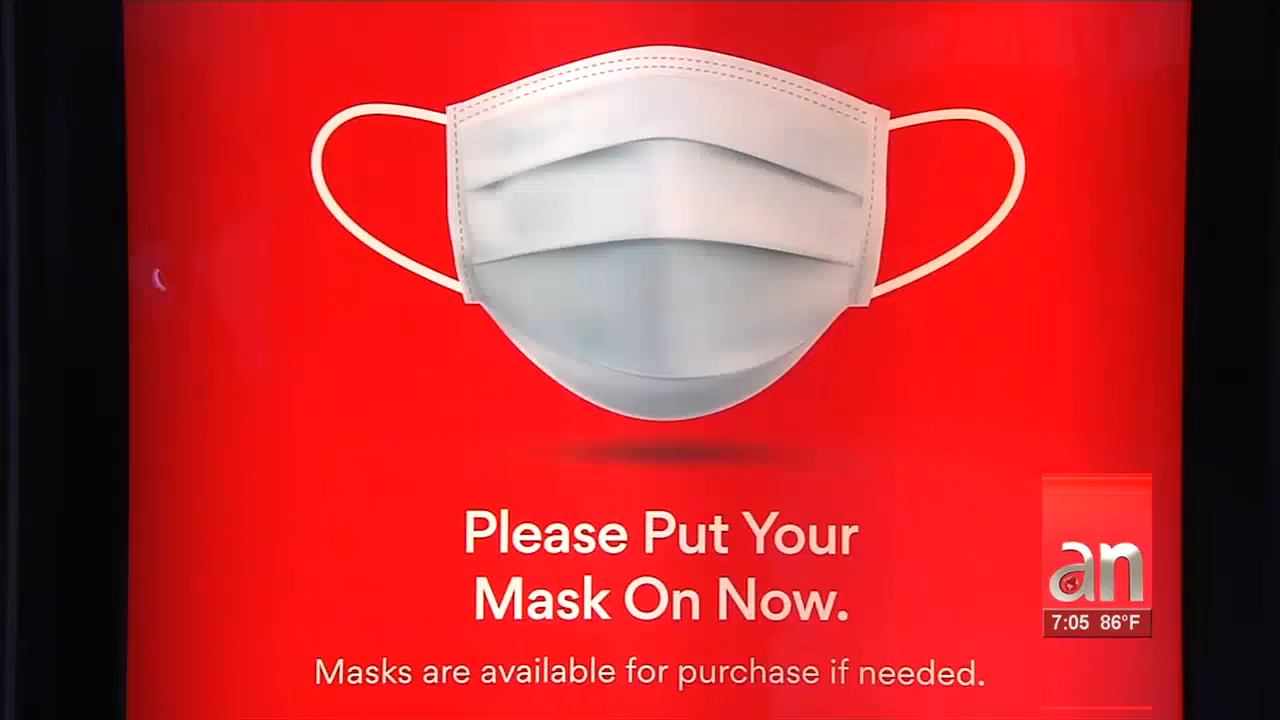 Please Put Your
Mask On Now.
Masks are available for purchase if needed.
an
7:05 86°F